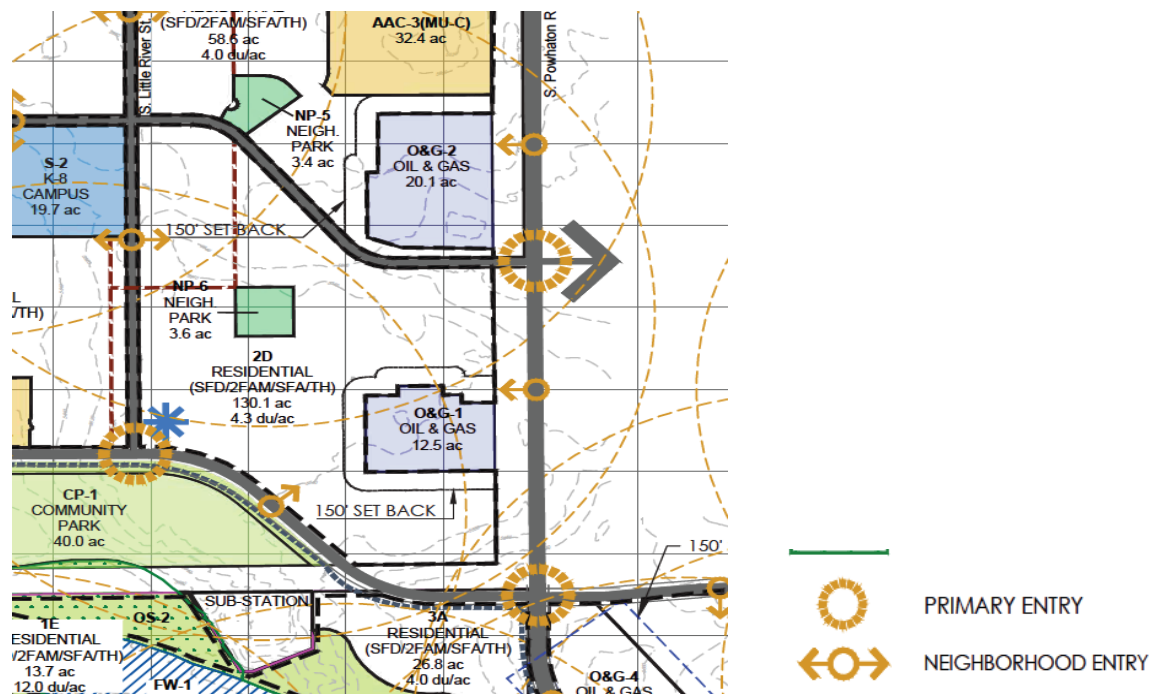 (SFD/2FAM/SFA/TH)
58.6 ac
4.0 du/ac
AAC-3(MU-C)
32.4 ac
S. Little River St.
S. Powhaton R
NP-5
NEIGH.
PARK
3.4 ac
O&G-2
OIL & GAS
20.1 ac
S-2
K-8
CAMPUS
19.7 ac
150' SET BACK
NP-6
NEIGH.
PARK
3.6 ac
L
/TH)
2D
RESIDENTIAL
(SFD/2FAM/SFA/TH)
130.1 ac
4.3 du/ac
O&G-1
OIL & GAS
12.5 ac
CP-1
COMMUNITY
PARK
40.0 ac
150' SET BACK
150'
SUB-STATION
OS-2
1E
ESIDENTIAL
/2FAM/SFA/TH)
13.7 ac
12.0 du/ac
FW-1
3A
RESIDENTIAL
(SFD/2FAM/SFA/TH)
26.8 ac
4.0 du/ac
O&G-4
OIL & GAS
PRIMARY ENTRY
NEIGHBORHOOD ENTRY